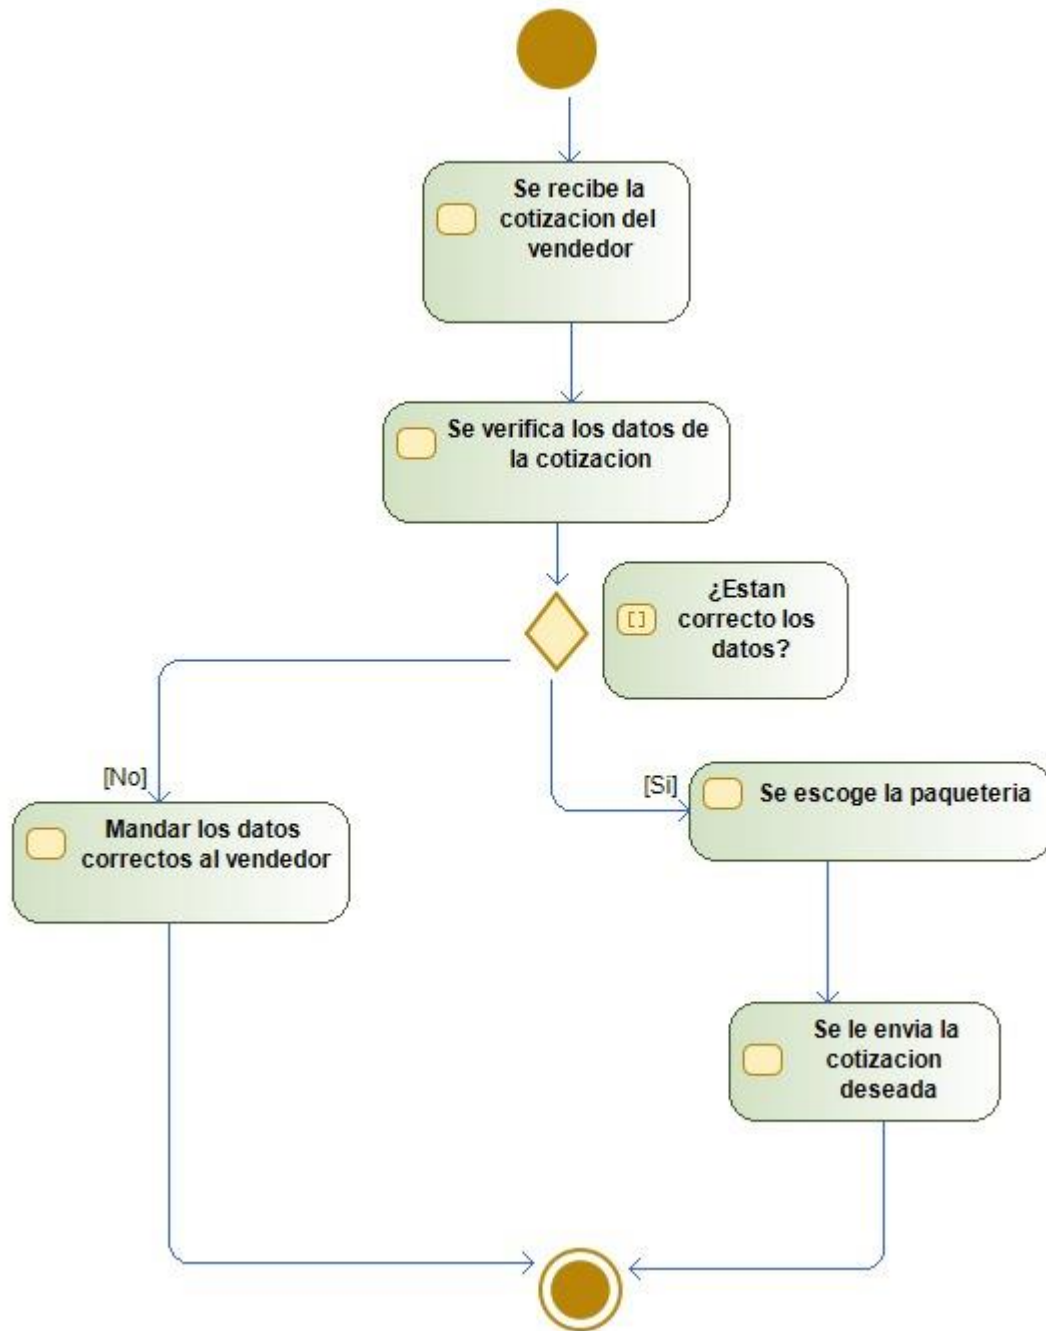 Se recibe la
cotizacion del
vendedor
Se verifica los datos de
la cotizacion
¿Estan
correcto los
datos?
[No]
[Si]
Se escoge la paqueteria
Mandar los datos
correctos al vendedor
Se le envia la
cotizacion
deseada